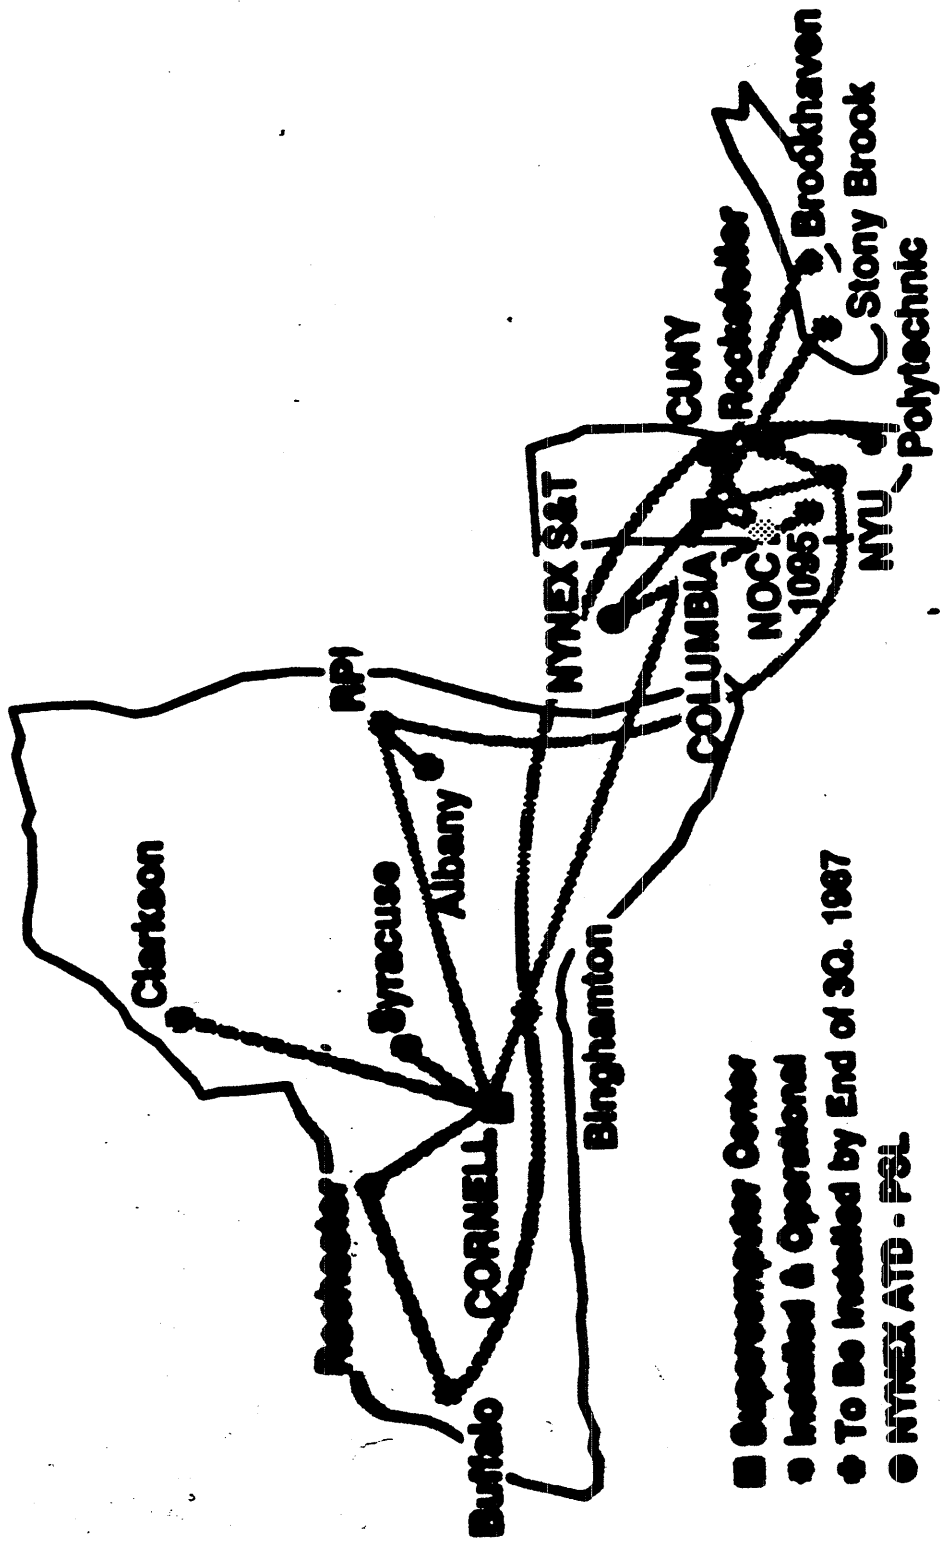 Clarkson
RPI
Syracuse
Albany
Rochester
CORNELL
Buffalo
Binghamton
NYNEX S&T
CUNY
Rockefeller
COLUMBIA
NOC
1095
Brookhaven
Stony Brook
NYU
Polytechnic
Supercomputer Center
Installed & Operational
To Be Installed by End of 3Q. 1987
NYNEX ATD - PSL